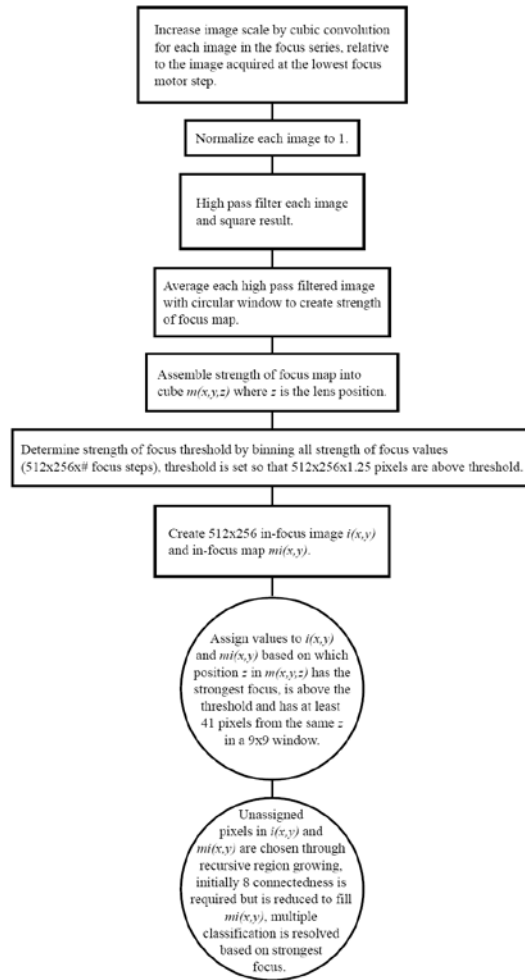 Increase image scale by cubic convolution
for each image in the focus series, relative
to the image acquired at the lowest focus
motor step.
Normalize each image to 1.
High pass filter each image
and square result.
Average each high pass filtered image
with circular window to create strength
of focus map.
Assemble strength of focus map into
cube m(x,y,z) where z is the lens position.
Determine strength of focus threshold by binning all strength of focus values
(512x256x# focus steps), threshold is set so that 512x256x1.25 pixels are above threshold.
Create 512x256 in-focus image i(x,y)
and in-focus map mi(x,y).
Assign values to i(x,y)
and mi(x,y) based on which
position z in m(x,y,z) has the
strongest focus, is above the
threshold and has at least
41 pixels from the same z
in a 9x9 window.
Unassigned
pixels in i(x,y) and
mi(x,y) are chosen through
recursive region growing,
initially 8 connectedness is
required but is reduced to fill
mi(x,y), multiple
classification is resolved
based on strongest
focus.